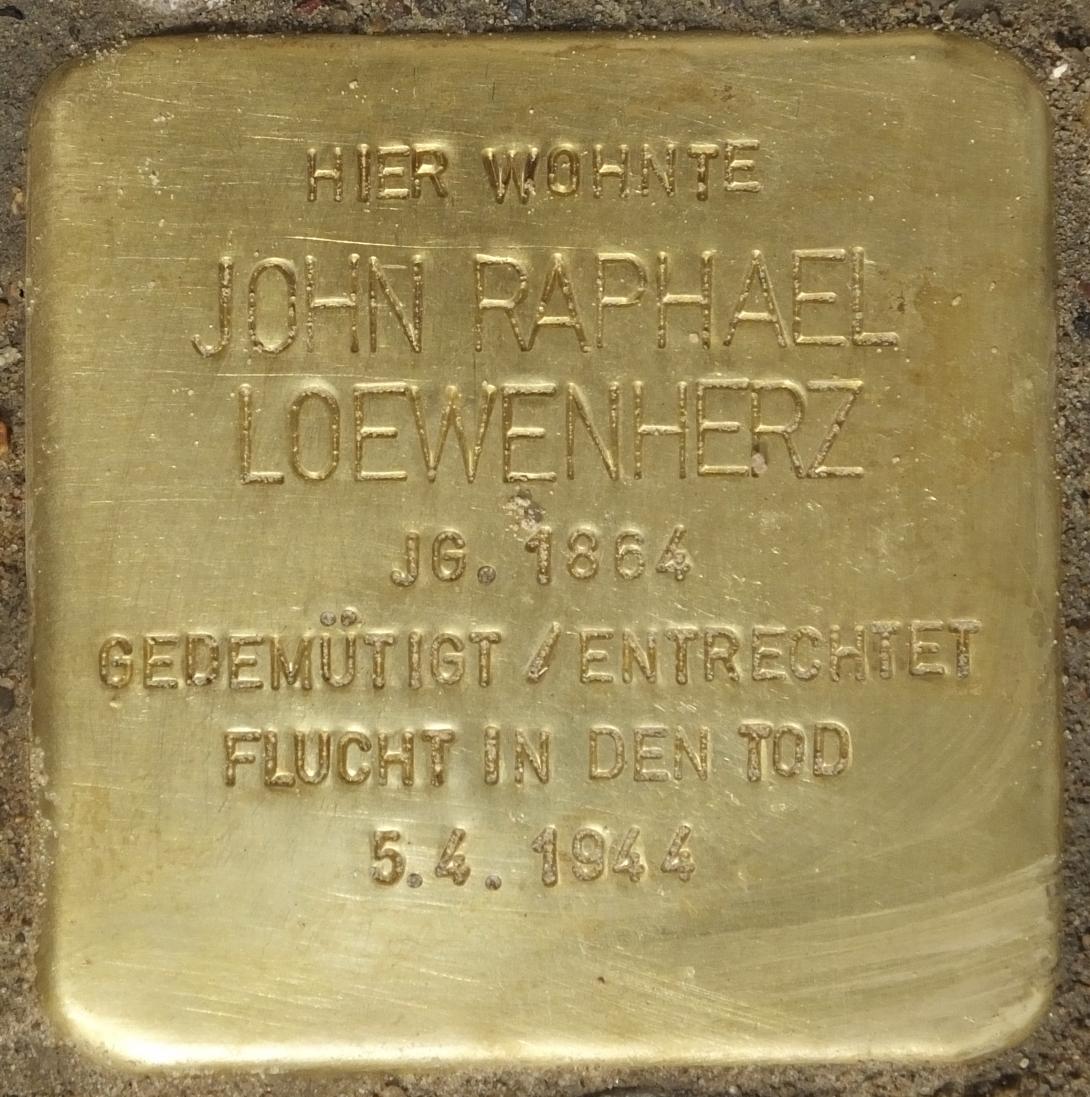 HIER WOHNTE
JOHN RAPHAEL
LOEWENHERZ
JG. 1864
GEDEMÜTIGT / ENTRECHTET
FLUCHT IN DEN TOD
5.4. 1944